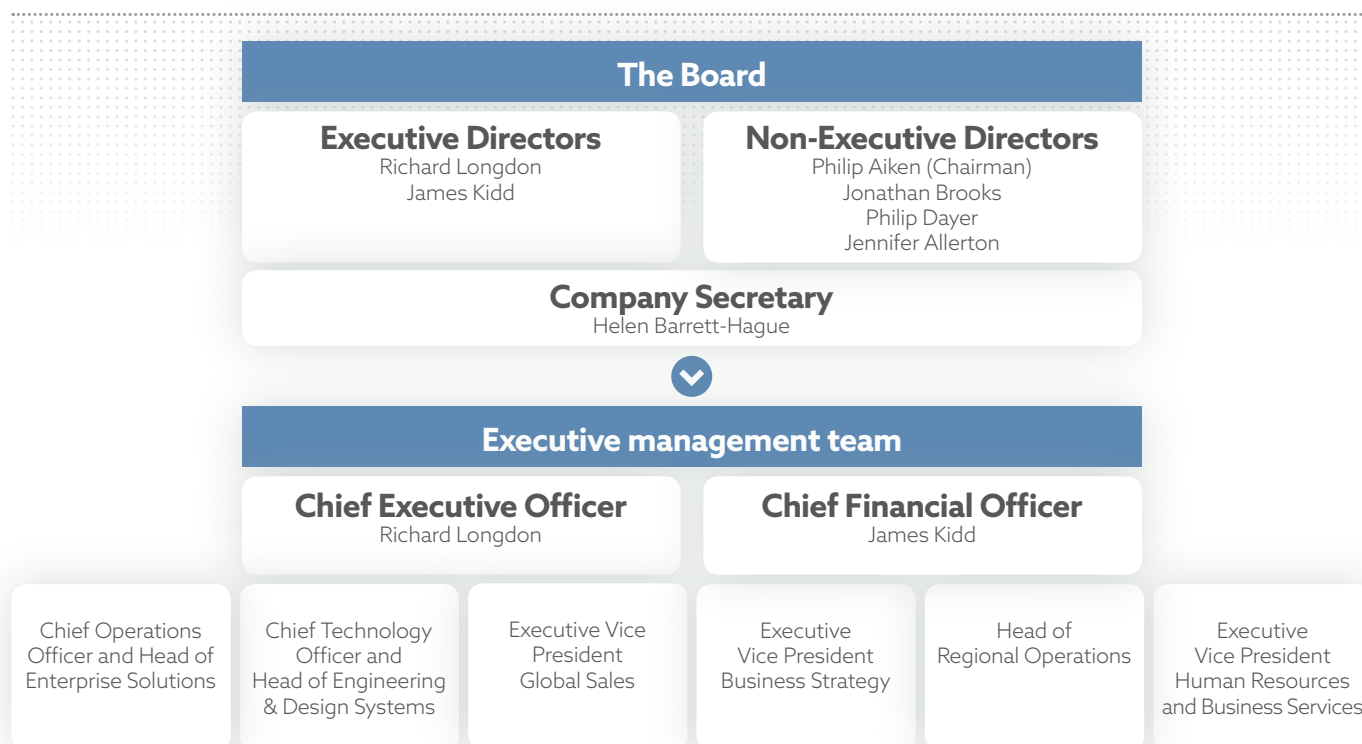 The Board
Executive Directors
Richard Longdon
James Kidd
Non-Executive Directors
Philip Aiken (Chairman)
Jonathan Brooks
Philip Dayer
Jennifer Allerton
Company Secretary
Helen Barrett-Hague
Executive management team
Chief Executive Officer
Richard Longdon
Chief Financial Officer
James Kidd
Chief Operations
Officer and Head of
Enterprise Solutions
Chief Technology
Officer and
Head of Engineering
& Design Systems
Executive Vice
President
Global Sales
Executive
Vice President
Business Strategy
Head of
Regional Operations
Executive
Vice President
Human Resources
and Business Services